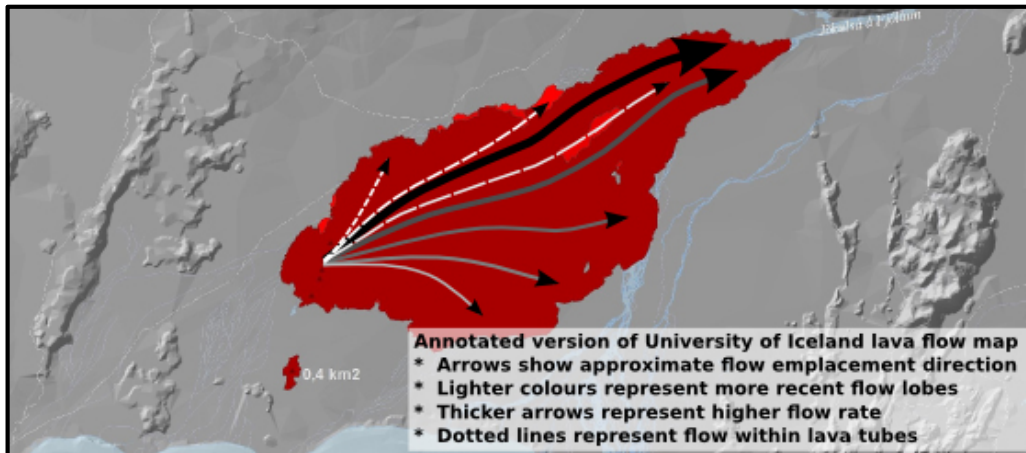 Jökulsá á Fjöllum
0,4 km2
Annotated version of University of Iceland lava flow map
* Arrows show approximate flow emplacement direction
* Lighter colours represent more recent flow lobes
* Thicker arrows represent higher flow rate
* Dotted lines represent flow within lava tubes